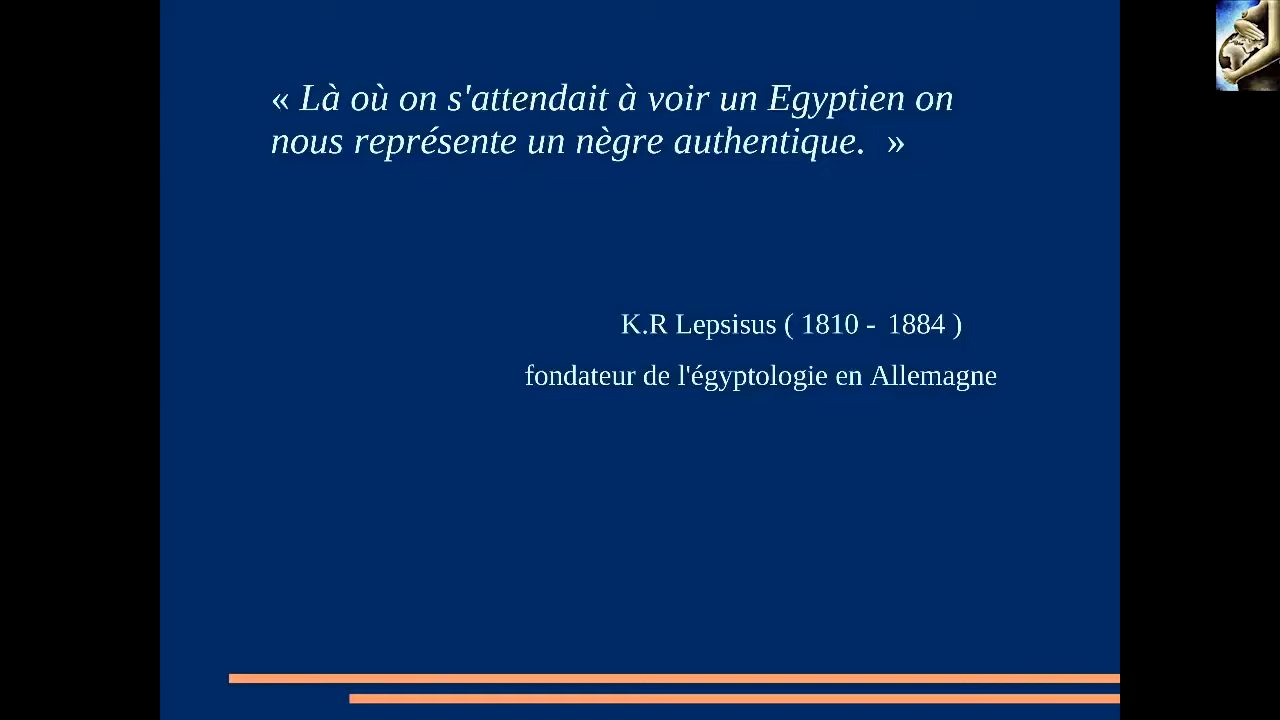 « Là où on s'attendait à voir un Egyptien on
nous représente un nègre authentique.  »
K.R Lepsisus ( 1810 -  1884 )
fondateur de l'égyptologie en Allemagne